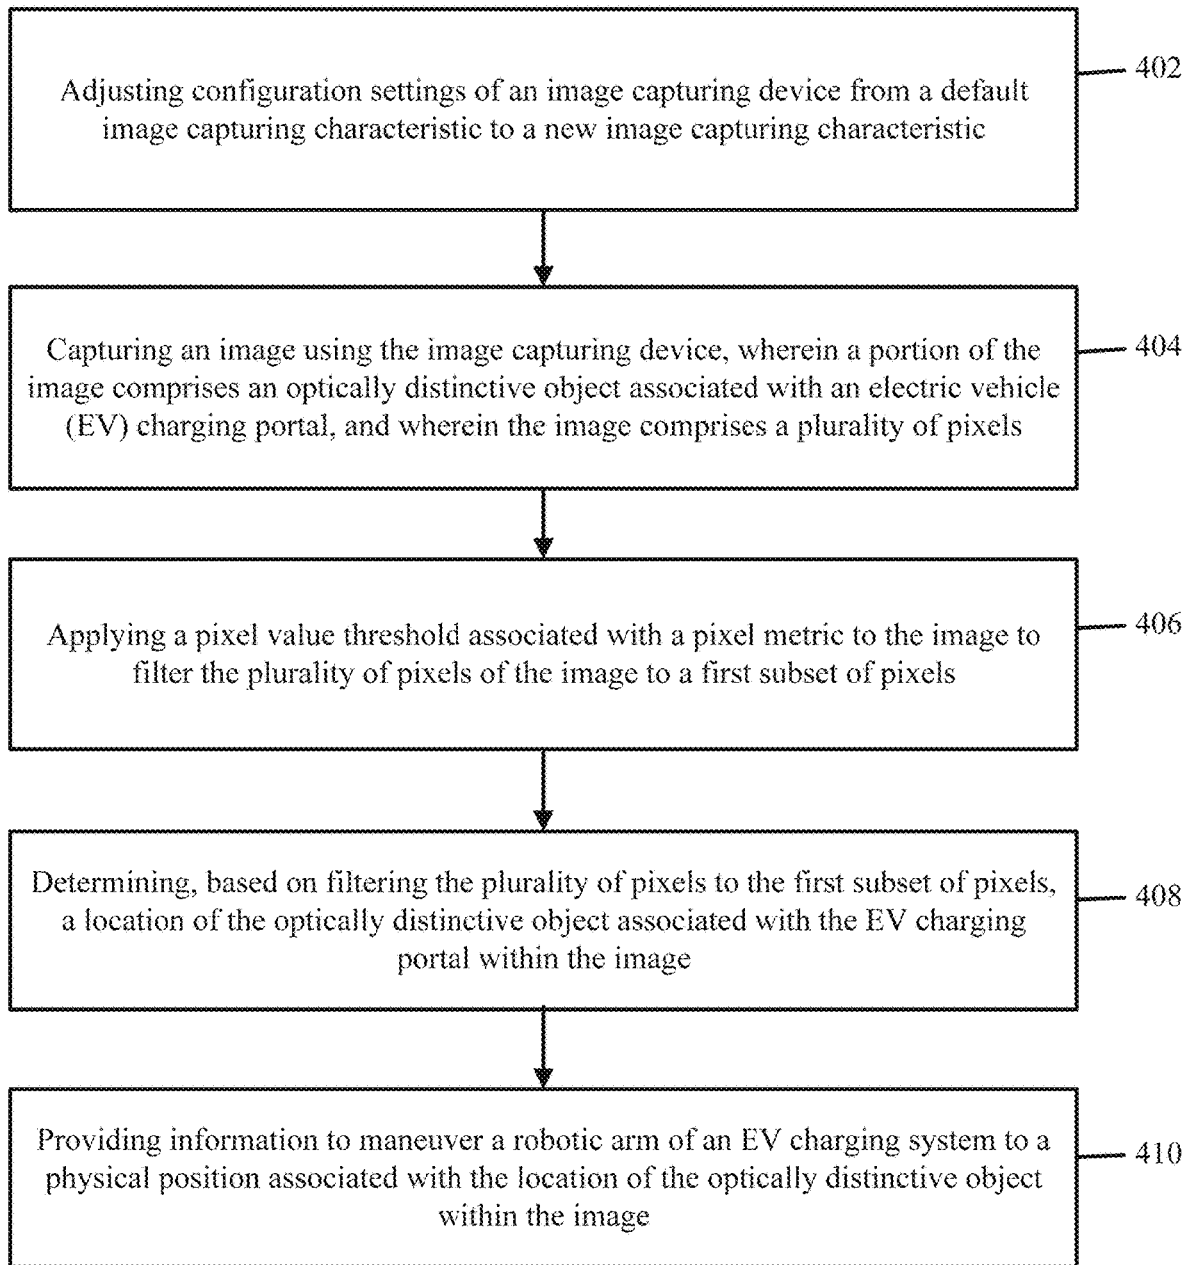 Adjusting configuration settings of an image capturing device from a default
image capturing characteristic to a new image capturing characteristic
402
Capturing an image using the image capturing device, wherein a portion of the
image comprises an optically distinctive object associated with an electric vehicle
(EV) charging portal, and wherein the image comprises a plurality of pixels
404
Applying a pixel value threshold associated with a pixel metric to the image to
filter the plurality of pixels of the image to a first subset of pixels
406
Determining, based on filtering the plurality of pixels to the first subset of pixels,
a location of the optically distinctive object associated with the EV charging
portal within the image
408
Providing information to maneuver a robotic arm of an EV charging system to a
physical position associated with the location of the optically distinctive object
within the image
410